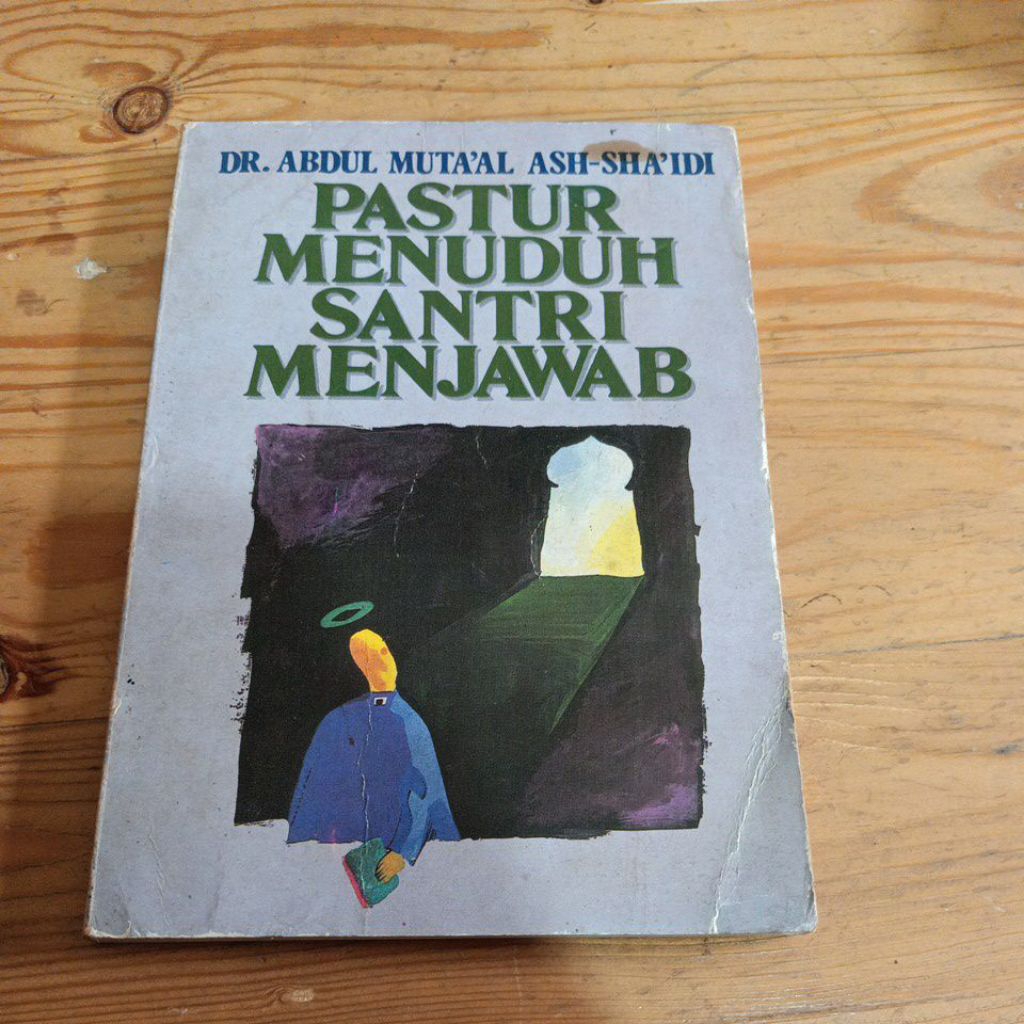 DR. ABDUL MUTA'AL ASH-SHA'IDI
PASTUR
MENUDUH
SANTRI
MENJAWAB